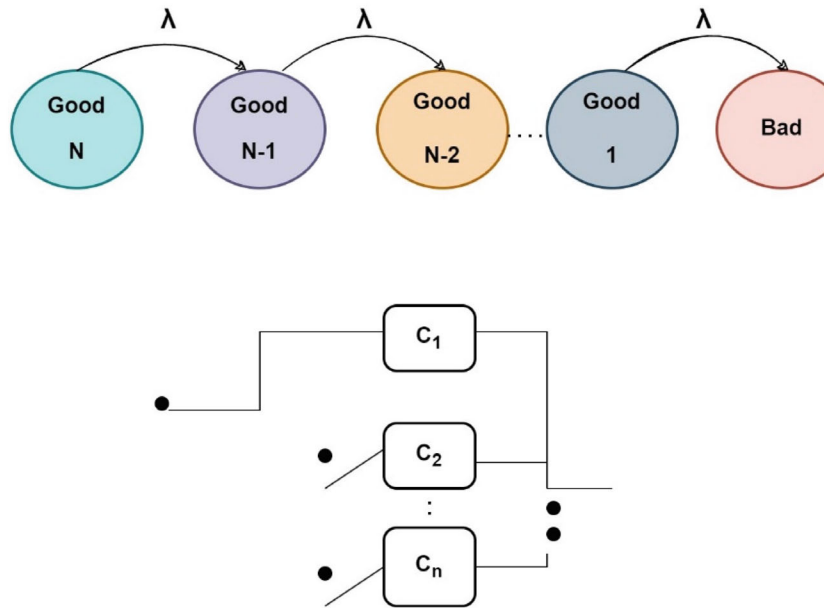 λ λ λ
Good Good Good Good Bad
N N-1 N-2 .... 1
C1
C2
:
Cn